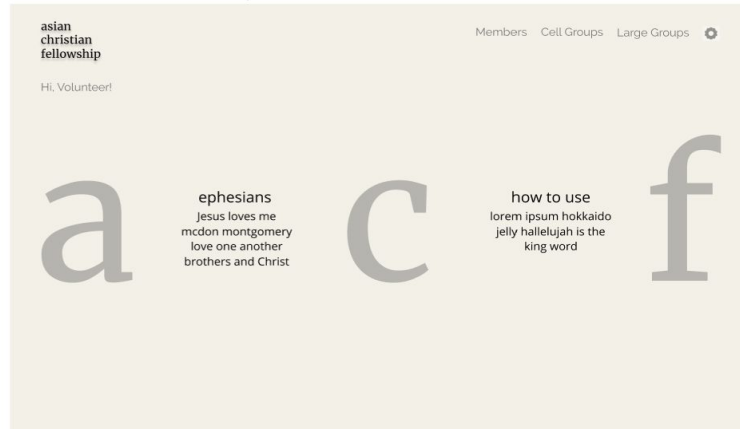 asian
christian
fellowship
Members Cell Groups Large Groups
Hi, Volunteer!
a
ephesians
Jesus loves me
mcdon montgomery
love one another
brothers and Christ
c
how to use
lorem ipsum hokkaido
jelly hallelujah is the
king word
f